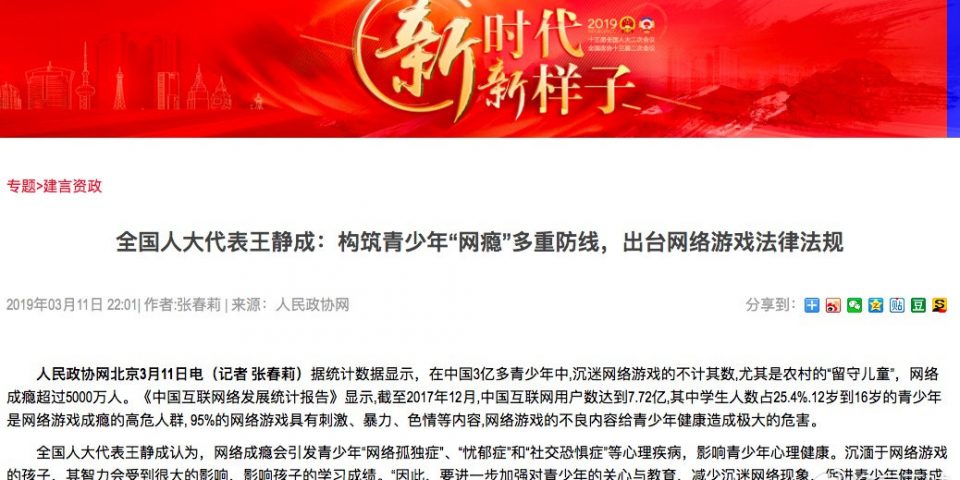 新时代
新样子
2019
十三届全国人大二次会议
全国政协十三届二次会议
专题>建言资政
全国人大代表王静成：构筑青少年“网瘾”多重防线，出台网络游戏法律法规
2019年03月11日 22:01| 作者:张春莉 | 来源： 人民政协网
分享到：
人民政协网北京3月11日电（记者 张春莉）据统计数据显示，在中国3亿多青少年中,沉迷网络游戏的不计其数,尤其是农村的“留守儿童”，网络
成瘾超过5000万人。《中国互联网络发展统计报告》显示,截至2017年12月,中国互联网用户数达到7.72亿,其中学生人数占25.4%.12岁到16岁的青少年
是网络游戏成瘾的高危人群, 95%的网络游戏具有刺激、暴力、色情等内容,网络游戏的不良内容给青少年健康造成极大的危害。
全国人大代表王静成认为，网络成瘾会引发青少年“网络孤独症”、“忧郁症”和“社交恐惧症”等心理疾病，影响青少年心理健康。沉湎于网络游戏
的孩子，其智力会受到很大的影响，影响孩子的学习成绩。“因此，要进一步加强对青少年的关心与教育，减少沉迷网络现象，促进青少年健康成